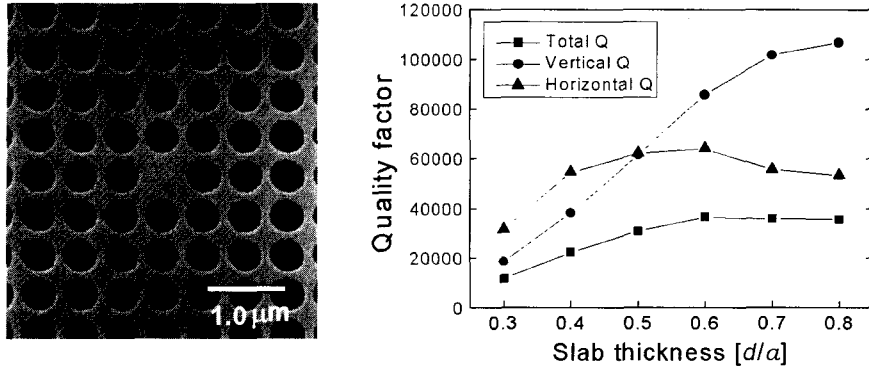 1.0 μm
120000
100000
80000
60000
40000
20000
0
Quality factor
Total Q
Vertical Q
Horizontal Q
0.3 0.4 0.5 0.6 0.7 0.8
Slab thickness [d/a]